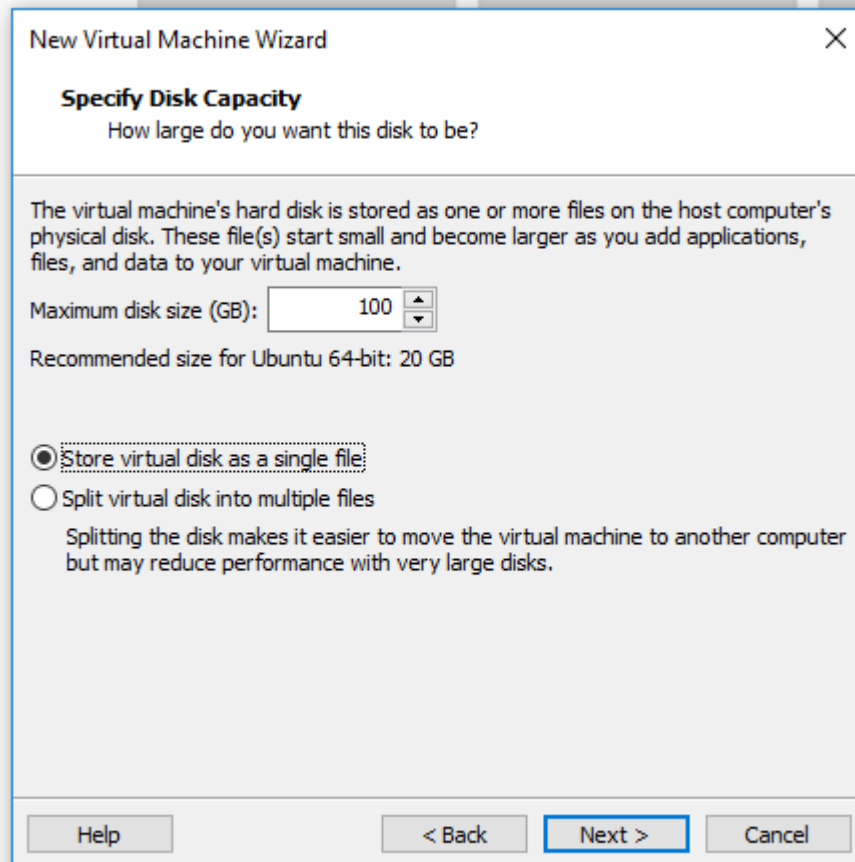 New Virtual Machine Wizard
Specify Disk Capacity
How large do you want this disk to be?
The virtual machine's hard disk is stored as one or more files on the host computer's
physical disk. These file(s) start small and become larger as you add applications,
files, and data to your virtual machine.
Maximum disk size (GB): 100
Recommended size for Ubuntu 64-bit: 20 GB
Store virtual disk as a single file
Split virtual disk into multiple files
Splitting the disk makes it easier to move the virtual machine to another computer
but may reduce performance with very large disks.
Help < Back Next > Cancel